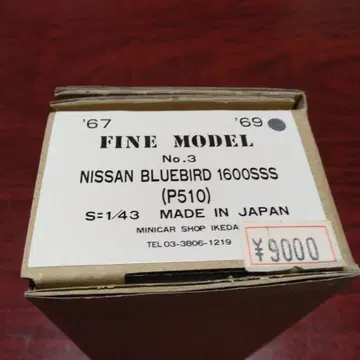 '67 '69
FINE MODEL
No.3
NISSAN BLUEBIRD 1600SSS
(P510)
S=1/43 MADE IN JAPAN
MINICAR SHOP IKEDA
TEL 03-3806-1219
¥9000